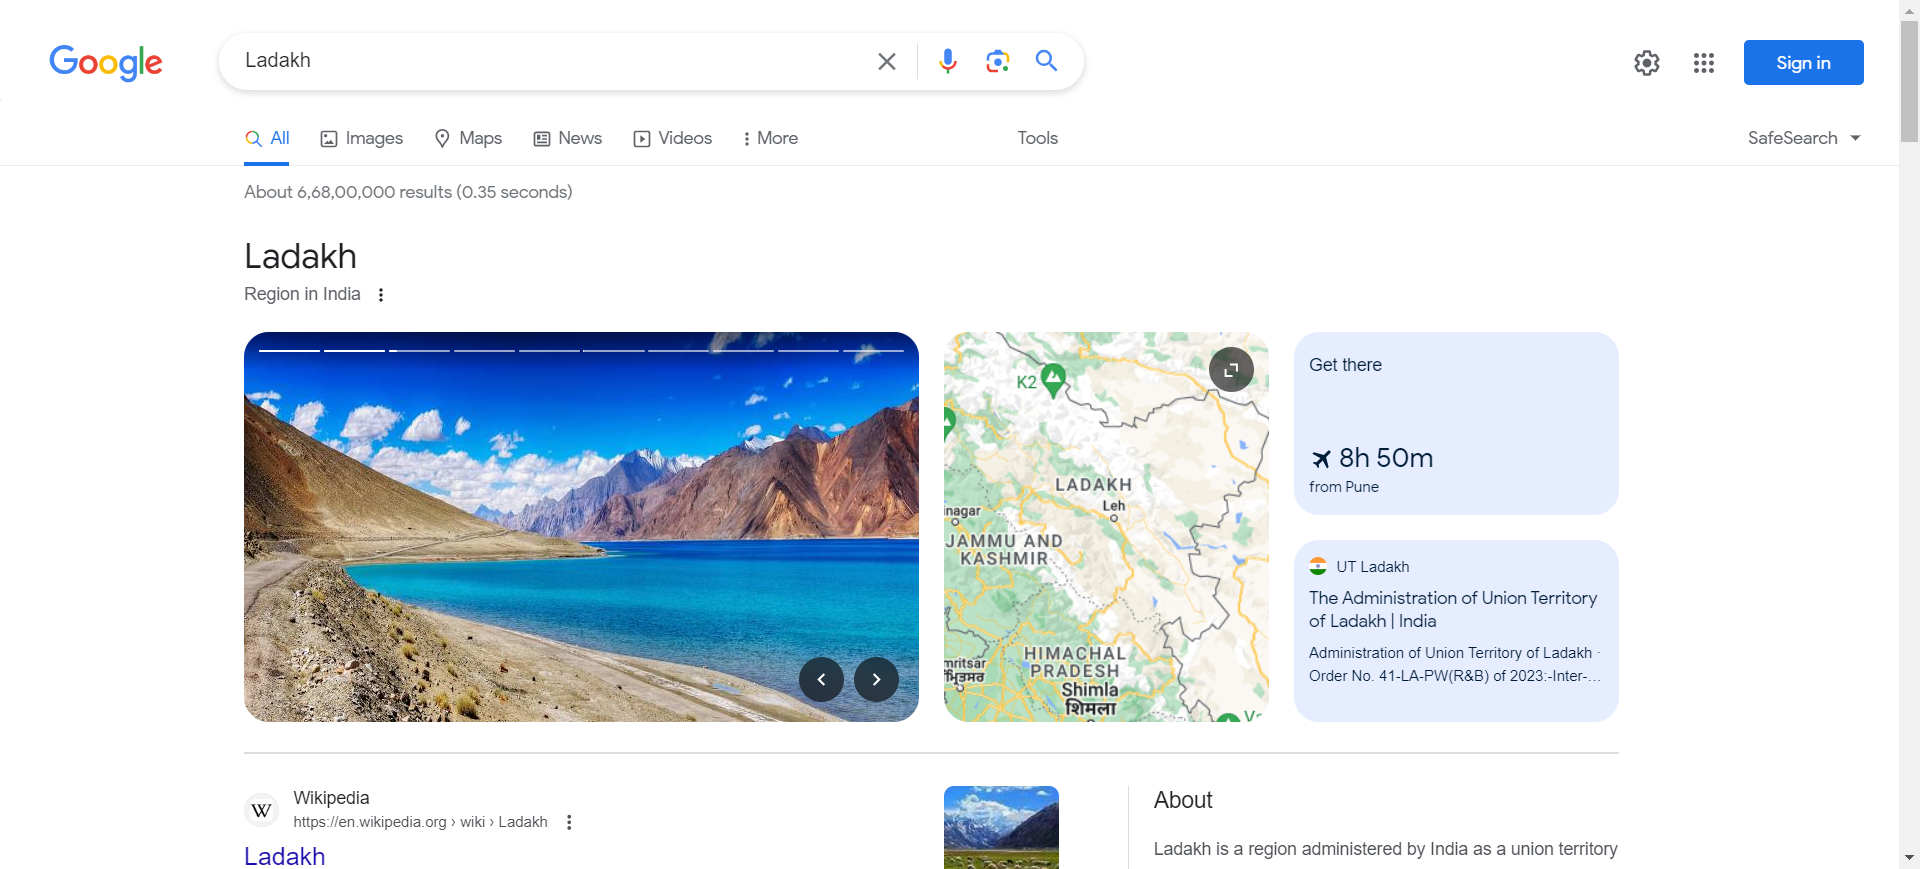 Google
Ladakh
Sign in
All
Images
Maps
News
Videos
More
Tools
SafeSearch
About 6,68,00,000 results (0.35 seconds)
Ladakh
Region in India
K2
LADAKH
Leh
inagar
JAMMU AND
KASHMIR
HIMACHAL
PRADESH
mritsar
Shimla
शिमला
Get there
8h 50m
from Pune
UT Ladakh
The Administration of Union Territory
of Ladakh | India
Administration of Union Territory of Ladakh ·
Order No. 41-LA-PW(R&B) of 2023:-Inter-...
W
Wikipedia
https://en.wikipedia.org › wiki › Ladakh
Ladakh
About
Ladakh is a region administered by India as a union territory